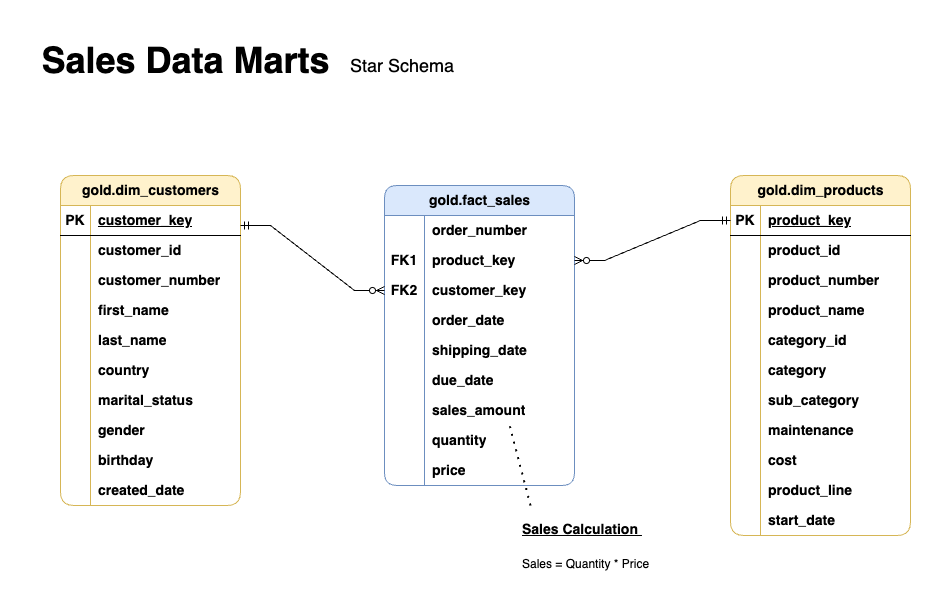 Sales Data Marts Star Schema
gold.dim_customers
PK customer_key
customer_id
customer_number
first_name
last_name
country
marital_status
gender
birthday
created_date
gold.fact_sales
order_number
FK1 product_key
FK2 customer_key
order_date
shipping_date
due_date
sales_amount
quantity
price
Sales Calculation
Sales = Quantity * Price
gold.dim_products
PK product_key
product_id
product_number
product_name
category_id
category
sub_category
maintenance
cost
product_line
start_date